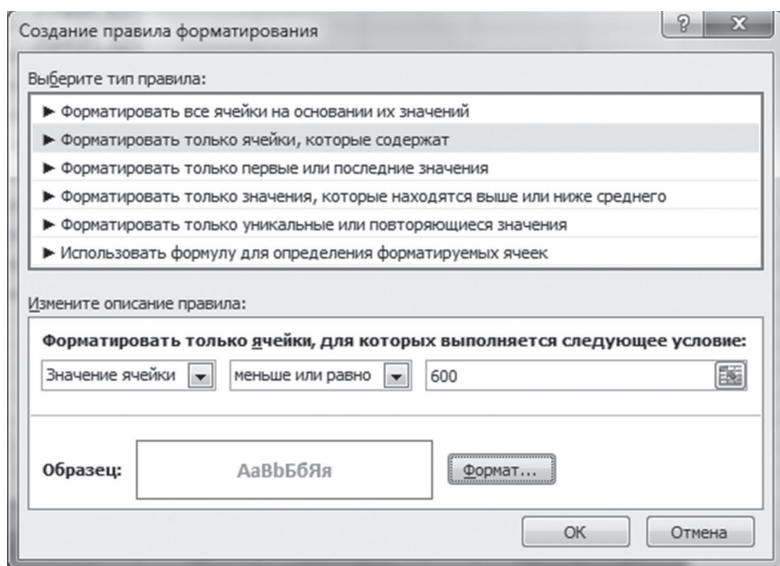 Создание правила форматирования
Выберите тип правила:
► Форматировать все ячейки на основании их значений
► Форматировать только ячейки, которые содержат
► Форматировать только первые или последние значения
► Форматировать только значения, которые находятся выше или ниже среднего
► Форматировать только уникальные или повторяющиеся значения
► Использовать формулу для определения форматируемых ячеек
Измените описание правила:
Форматировать только ячейки, для которых выполняется следующее условие:
Значение ячейки меньше или равно 600
Образец: АаВbБбЯя Формат...
ОК Отмена